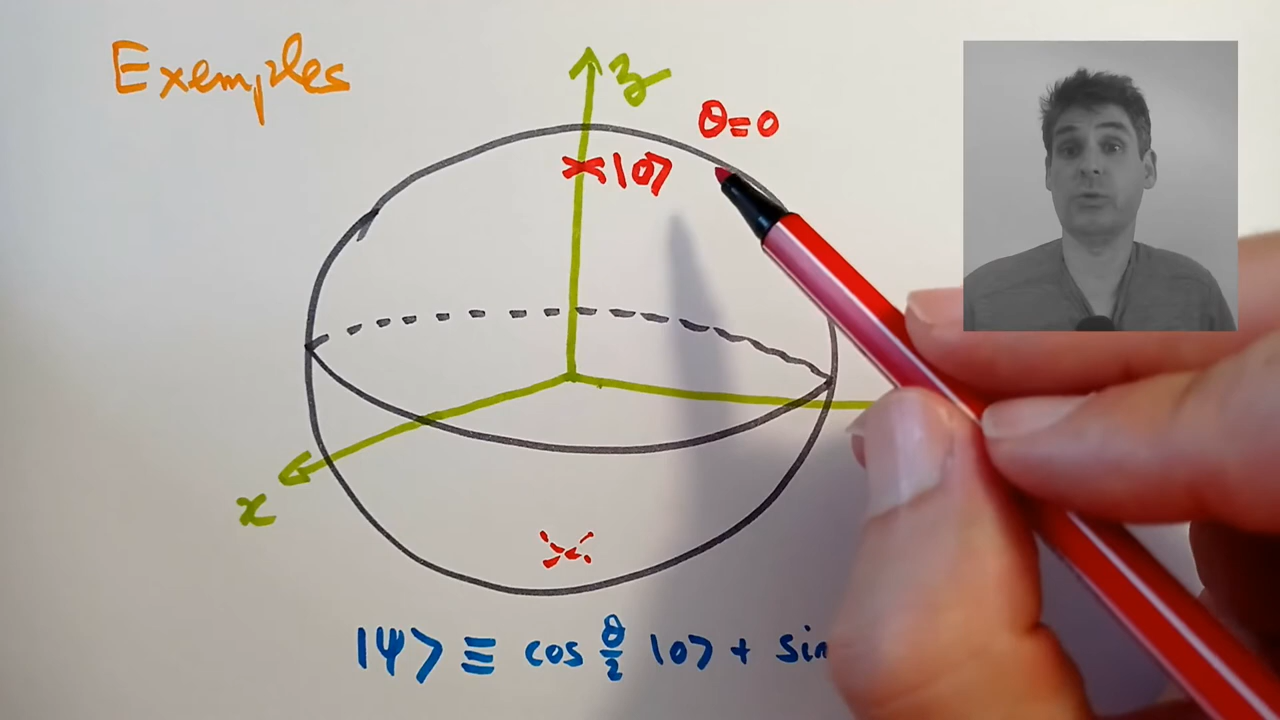 Exemples
z
θ=0
|0⟩
x
|ψ⟩ ≡ cos θ/2 |0⟩ + sin